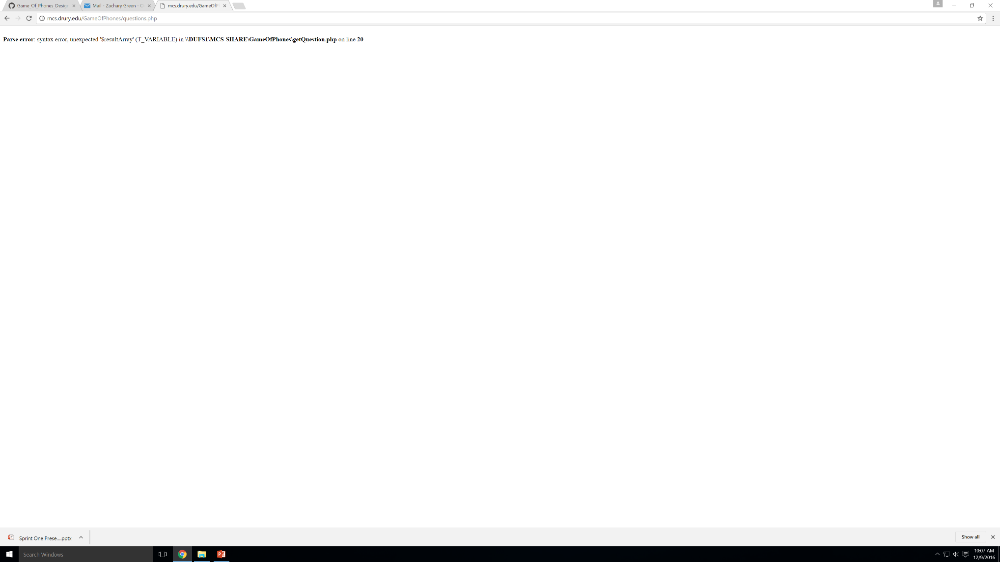 Game_Of_Phones_Desig
Mail - Zachary Green - O
mcs.drury.edu/GameOfP
mcs.drury.edu/GameOfPhones/questions.php
Parse error: syntax error, unexpected '$resultArray' (T_VARIABLE) in \\DUFS1\MCS-SHARE\GameOfPhones\getQuestion.php on line 20
Sprint One Prese....pptx
Show all
Search Windows
10:07 AM
12/9/2016